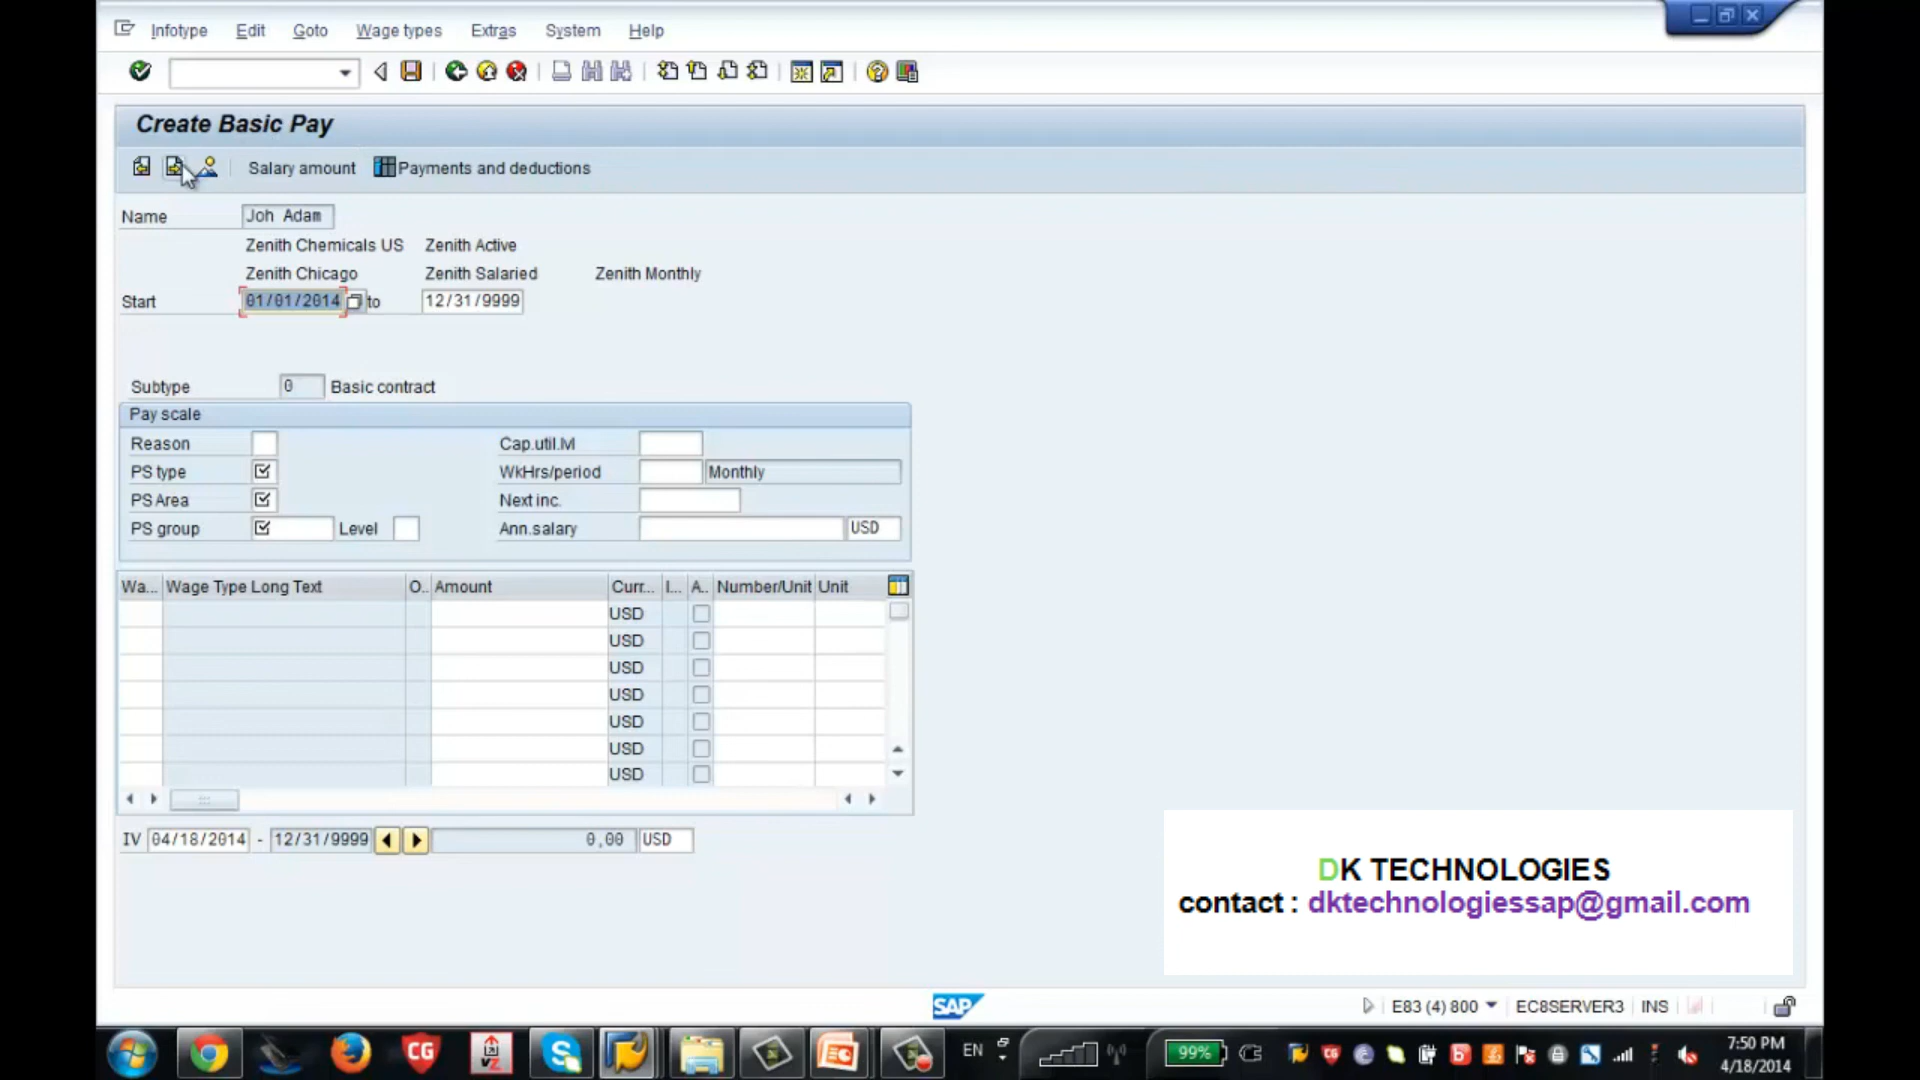 Infotype Edit Goto Wage types Extras System Help
Create Basic Pay
Salary amount Payments and deductions
Name Joh Adam
Zenith Chemicals US Zenith Active
Zenith Chicago Zenith Salaried Zenith Monthly
Start 01/01/2014 to 12/31/9999
Subtype 0 Basic contract
Pay scale
Reason Cap.util.lvl
PS type WkHrs/period Monthly
PS Area Next inc.
PS group Level Ann.salary USD
Wa... Wage Type Long Text O.. Amount Curr... I... A.. Number/Unit Unit
USD
USD
USD
USD
USD
USD
USD
IV 04/18/2014 - 12/31/9999 0,00 USD
DK TECHNOLOGIES
contact : dktechnologiessap@gmail.com
SAP E83 (4) 800 EC8SERVER3 INS
CG EN 99% 7:50 PM
4/18/2014